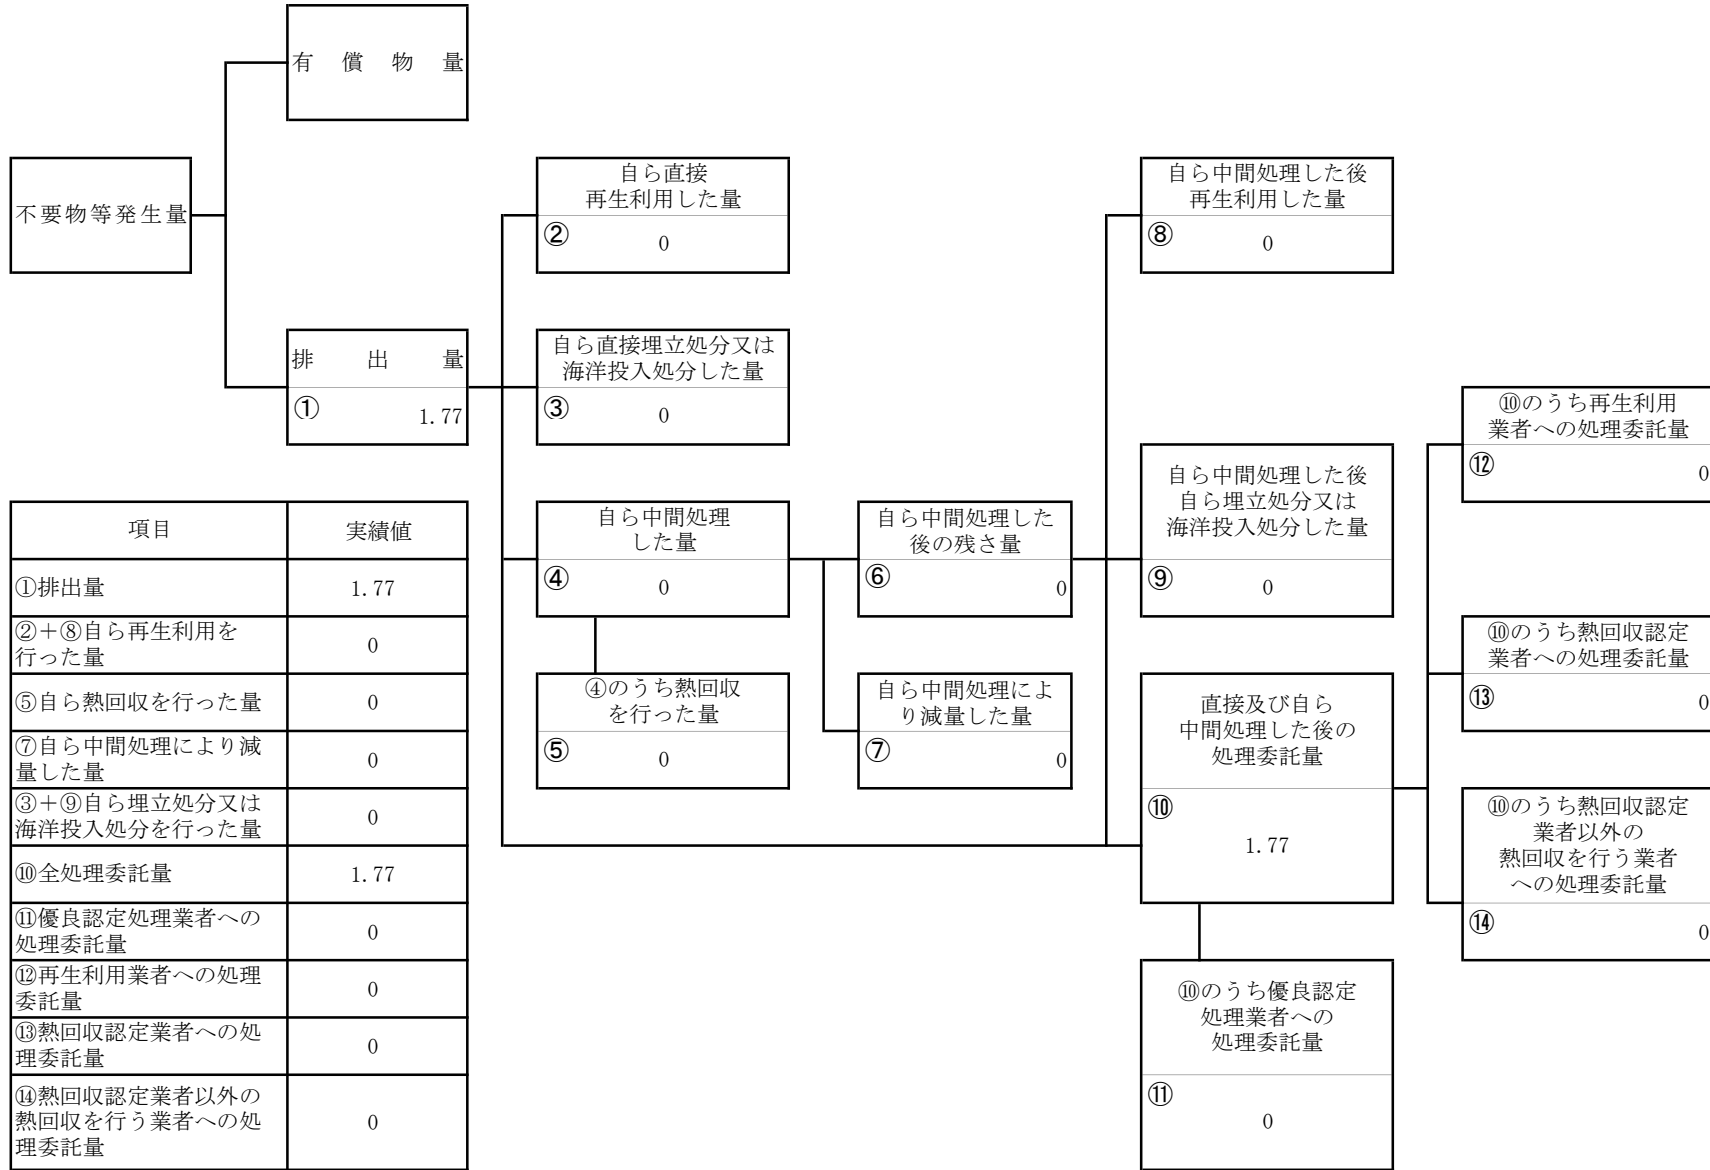 有償物量
不要物等発生量
排出量
① 1.77
自ら直接
再生利用した量
② 0
自ら直接埋立処分又は
海洋投入処分した量
③ 0
自ら中間処理
した量
④ 0
④のうち熱回収
を行った量
⑤ 0
自ら中間処理した
後の残さ量
⑥ 0
自ら中間処理によ
り減量した量
⑦ 0
自ら中間処理した後
再生利用した量
⑧ 0
自ら中間処理した後
自ら埋立処分又は
海洋投入処分した量
⑨ 0
直接及び自ら
中間処理した後の
処理委託量
⑩
1.77
⑩のうち優良認定
処理業者への
処理委託量
⑪
0
⑩のうち再生利用
業者への処理委託量
⑫ 0
⑩のうち熱回収認定
業者への処理委託量
⑬ 0
⑩のうち熱回収認定
業者以外の
熱回収を行う業者
への処理委託量
⑭ 0
項目 実績値
①排出量 1.77
②＋⑧自ら再生利用を
行った量 0
⑤自ら熱回収を行った量 0
⑦自ら中間処理により減
量した量 0
③＋⑨自ら埋立処分又は
海洋投入処分を行った量 0
⑩全処理委託量 1.77
⑪優良認定処理業者への
処理委託量 0
⑫再生利用業者への処理
委託量 0
⑬熱回収認定業者への処
理委託量 0
⑭熱回収認定業者以外の
熱回収を行う業者への処
理委託量 0